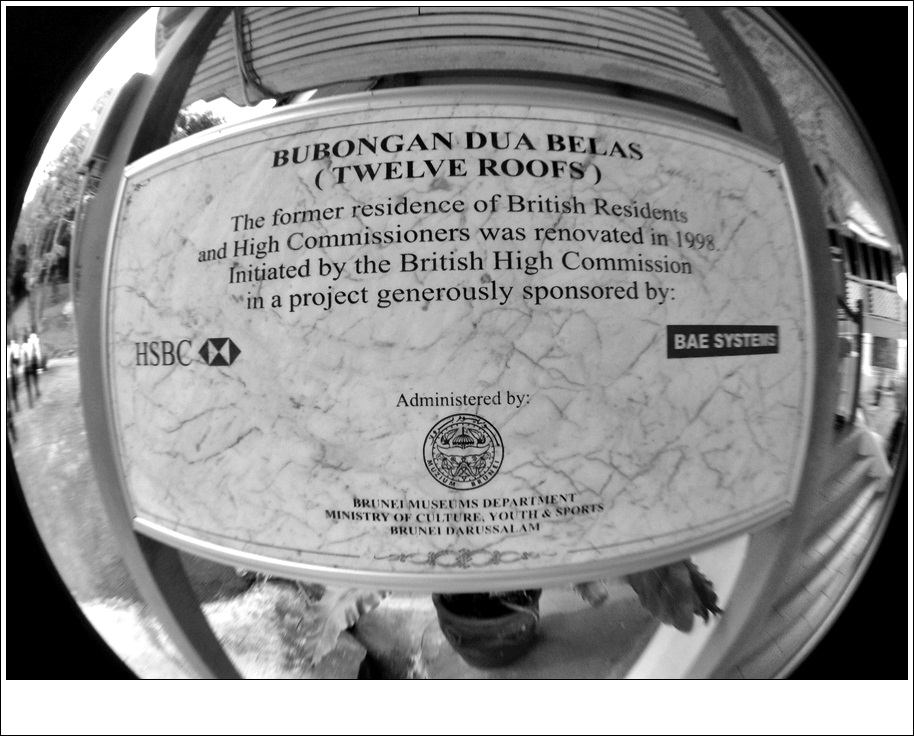 BUBONGAN DUA BELAS
( TWELVE ROOFS )
The former residence of British Residents
and High Commissioners was renovated in 1998.
Initiated by the British High Commission
in a project generously sponsored by:
HSBC
BAE SYSTEMS
Administered by:
MUZIUM BRUNEI
BRUNEI MUSEUMS DEPARTMENT
MINISTRY OF CULTURE, YOUTH & SPORTS
BRUNEI DARUSSALAM